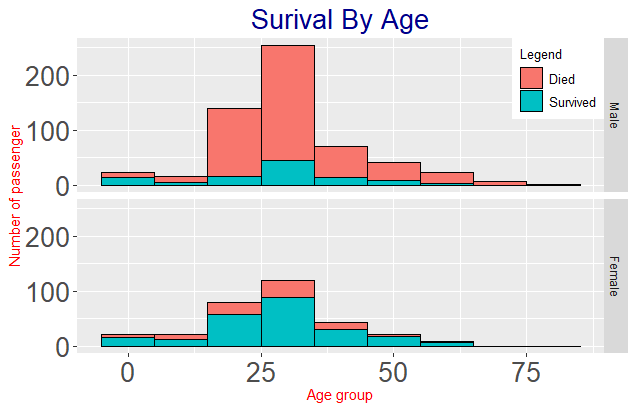 Surival By Age
Number of passenger
200
100
0
Legend
Died
Survived
Male
200
100
0
Female
0
25
50
75
Age group